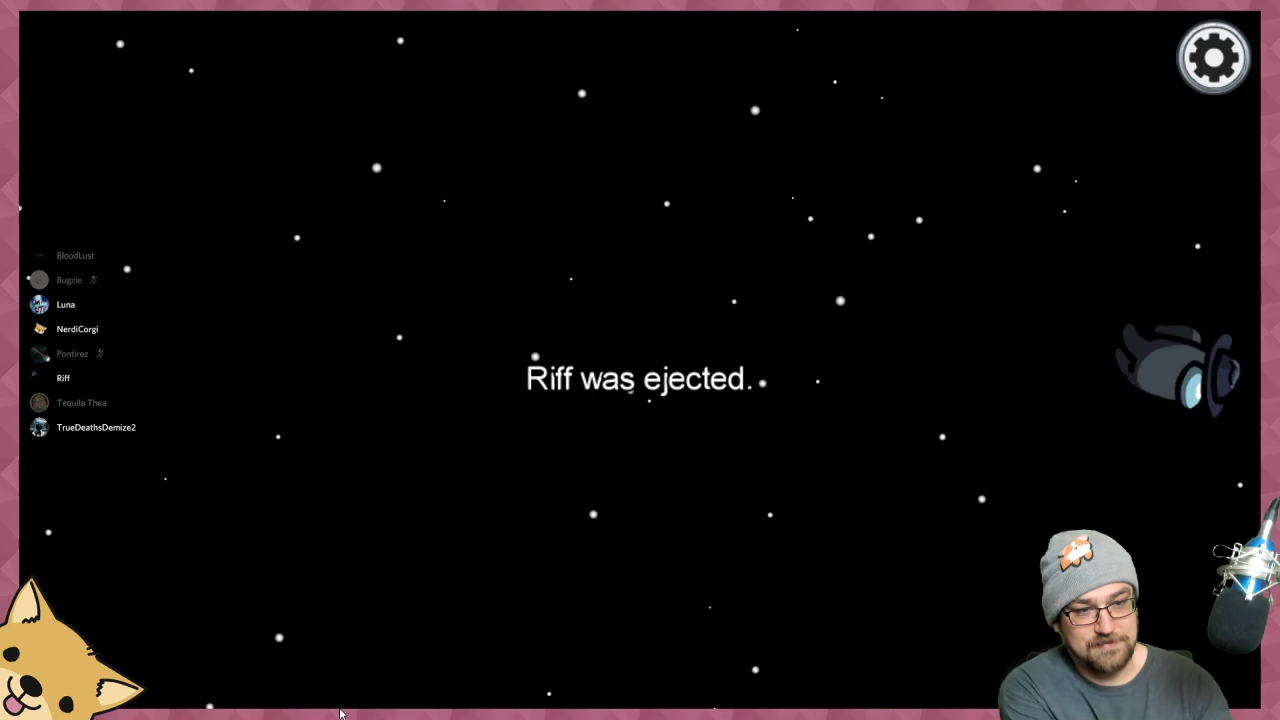 BloodLust
Bugzie
Luna
NerdiCorgi
Pontirez
Riff
Tequila Thea
TrueDeathsDemize2
Riff was ejected.